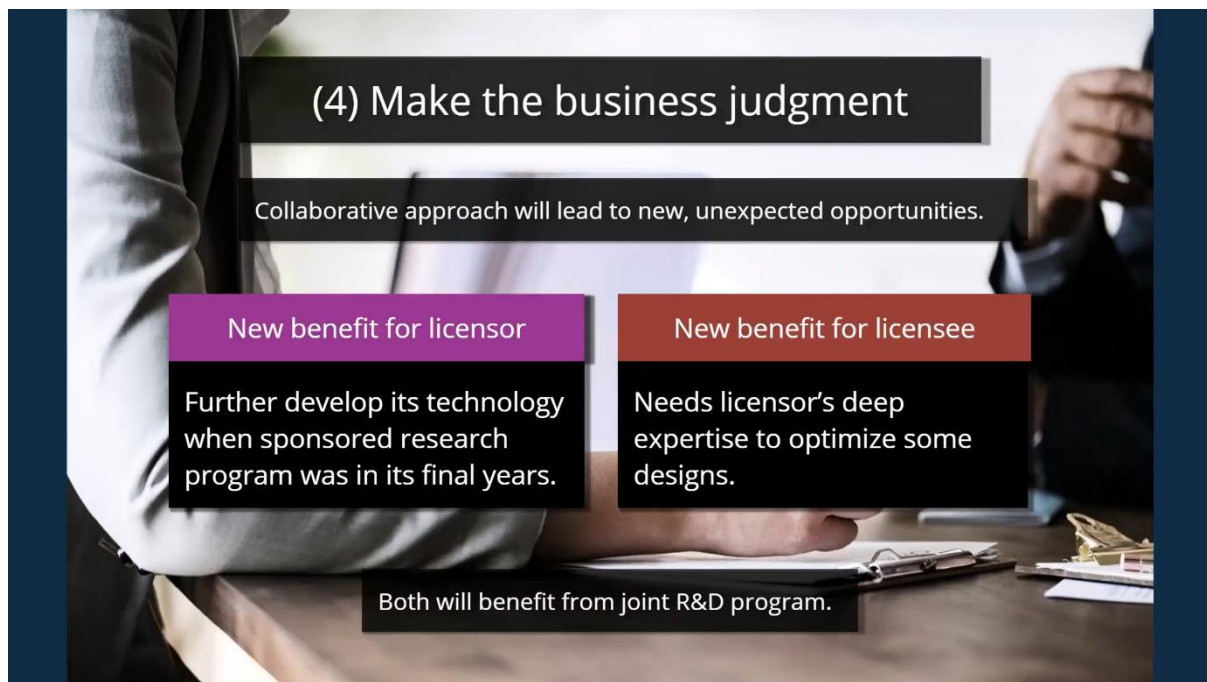 (4) Make the business judgment
Collaborative approach will lead to new, unexpected opportunities.
New benefit for licensor
Further develop its technology
when sponsored research
program was in its final years.
New benefit for licensee
Needs licensor’s deep
expertise to optimize some
designs.
Both will benefit from joint R&D program.